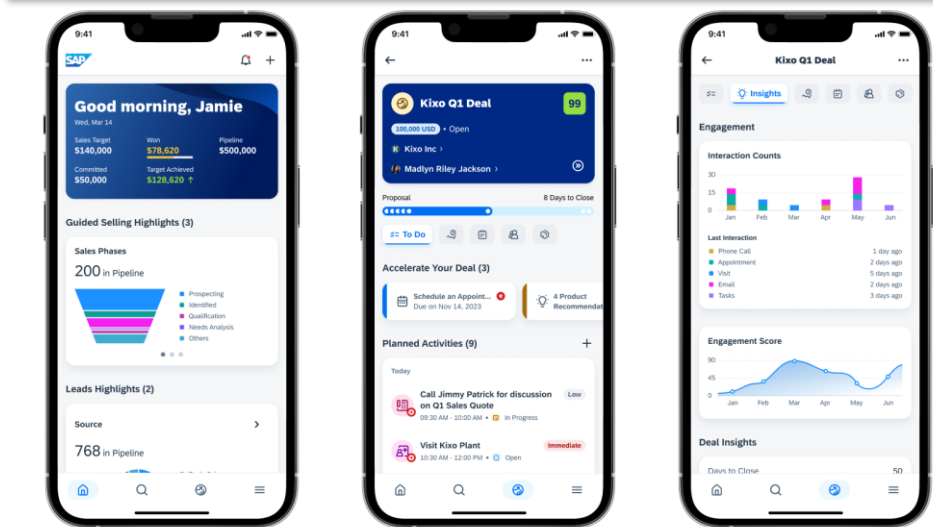 9:41
SAP
Good morning, Jamie
Wed, Mar 14
Sales Target Won Pipeline
$140,000 $78,620 $500,000
Committed Target Achieved
$50,000 $128,620 ↑
Guided Selling Highlights (3)
Sales Phases
200 in Pipeline
Prospecting
Identified
Qualification
Needs Analysis
Others
Leads Highlights (2)
Source
768 in Pipeline
9:41
Kixo Q1 Deal 99
100,000 USD • Open
K Kixo Inc
Madlyn Riley Jackson
Proposal 8 Days to Close
To Do
Accelerate Your Deal (3)
Schedule an Appoint...
Due on Nov 14, 2023
4 Product
Recommendat
Planned Activities (9)
Today
Call Jimmy Patrick for discussion Low
on Q1 Sales Quote
09:30 AM - 10:00 AM • In Progress
Visit Kixo Plant Immediate
10:30 AM - 12:00 PM • Open
9:41
Kixo Q1 Deal
Insights
Engagement
Interaction Counts
30
15
0
Jan Feb Mar Apr May Jun
Last Interaction
Phone Call 1 day ago
Appointment 2 days ago
Visit 5 days ago
Email 2 days ago
Tasks 3 days ago
Engagement Score
90
45
0
Jan Feb Mar Apr May Jun
Deal Insights
Days to Close 50